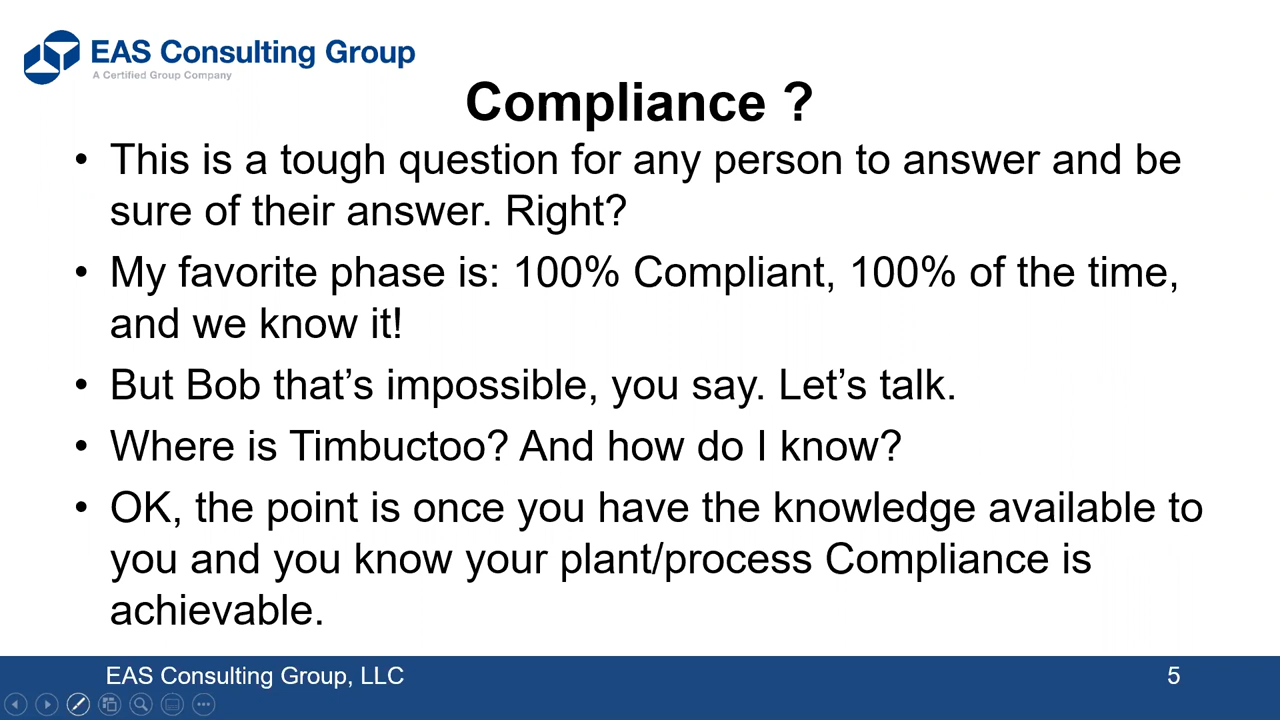 EAS Consulting Group
A Certified Group Company
Compliance ?
• This is a tough question for any person to answer and be
sure of their answer. Right?
• My favorite phase is: 100% Compliant, 100% of the time,
and we know it!
• But Bob that’s impossible, you say. Let’s talk.
• Where is Timbuctoo? And how do I know?
• OK, the point is once you have the knowledge available to
you and you know your plant/process Compliance is
achievable.
EAS Consulting Group, LLC
5